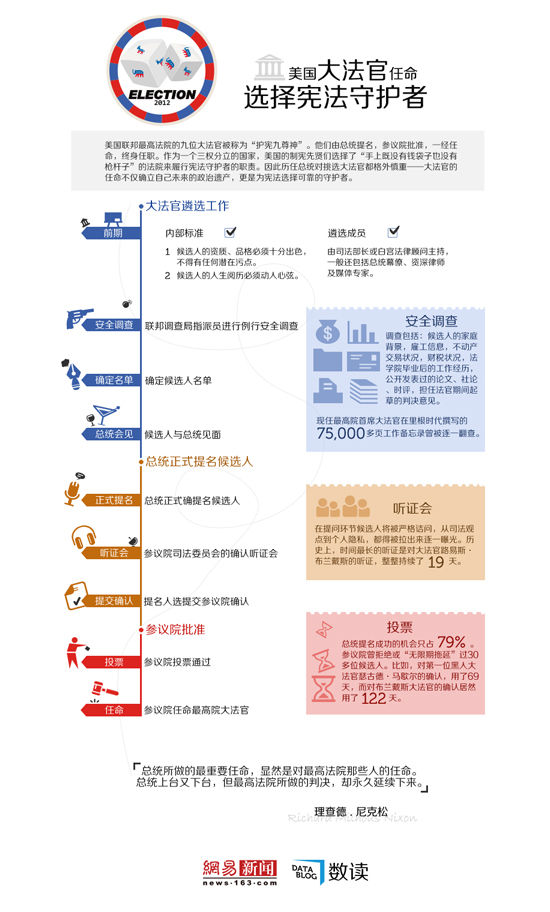 ELECTION
2012
美国大法官任命
选择宪法守护者
美国联邦最高法院的九位大法官被称为“护宪九尊神”。他们由总统提名，参议院批准，一经任
命，终身任职。作为一个三权分立的国家，美国的制宪先贤们选择了“手上既没有钱袋子也没有
枪杆子”的法院来履行宪法守护者的职责。因此历任总统对挑选大法官都格外慎重——大法官的
任命不仅确立自己未来的政治遗产，更是为宪法选择可靠的守护者。
大法官遴选工作
前期
内部标准
1 候选人的资质、品格必须十分出色，
不得有任何潜在污点。
2 候选人的人生阅历必须动人心弦。
遴选成员
由司法部长或白宫法律顾问主持，
一般还包括总统幕僚、资深律师
及媒体专家。
安全调查
联邦调查局指派员进行例行安全调查
安全调查
调查包括：候选人的家庭
背景，雇工信息，不动产
交易状况，财税状况，法
学院毕业后的工作经历，
公开发表过的论文、社论
、时评，担任法官期间起
草的判决意见。
现任最高院首席大法官在里根时代撰写的
75,000多页工作备忘录曾被逐一翻查。
确定名单
确定候选人名单
总统会见
候选人与总统见面
总统正式提名候选人
正式提名
总统正式确提名候选人
听证会
参议院司法委员会的确认听证会
听证会
在提问环节候选人将被严格诘问，从司法观
点到个人隐私，都得被拉出来逐一曝光。历
史上，时间最长的听证是对大法官路易斯·
布兰戴斯的听证，整整持续了 19 天。
提交确认
提名人选提交参议院确认
参议院批准
投票
参议院投票通过
投票
总统提名成功的机会只占 79% 。
参议院曾拒绝或“无限期拖延”过30
多位候选人。比如，对第一位黑人大
法官瑟古德·马歇尔的确认，用了69
天，而对布兰戴斯大法官的确认居然
用了 122 天。
任命
参议院任命最高院大法官
「总统所做的最重要任命，显然是对最高法院那些人的任命。
总统上台又下台，但最高法院所做的判决，却永久延续下来。」
理查德 . 尼克松
Richard Milhous Nixon
網易 新闻
news·163·com
DATA
BLOG
数读